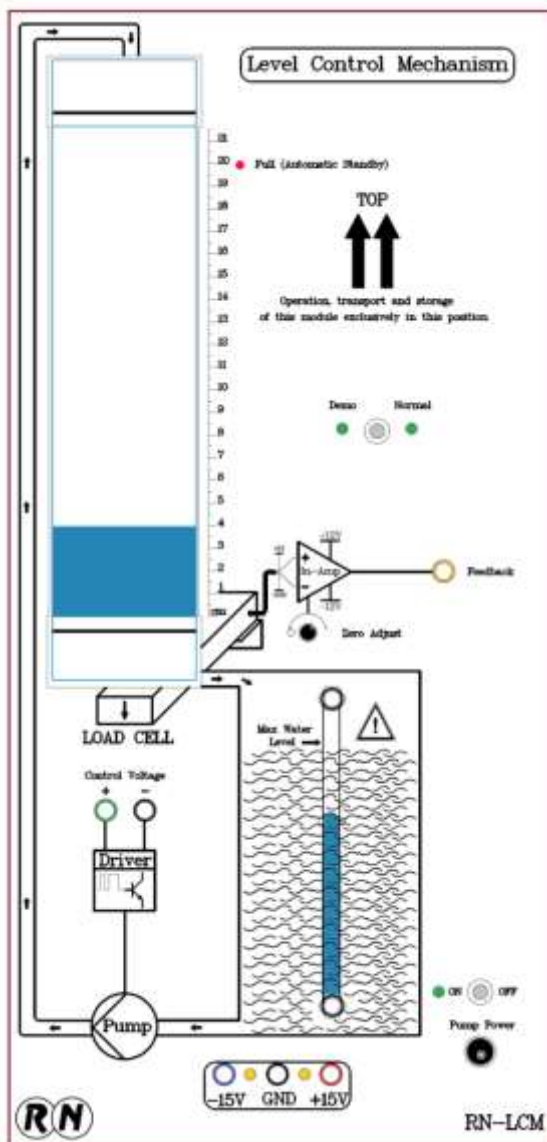 Level Control Mechanism
21
20
Full (Automatic Standby)
19
18
17
16
15
14
13
12
11
10
9
8
7
6
5
4
3
2
1
TOP
Operation, transport and storage
of this module exclusively in this position
Demo
Normal
+
In-Amp
−
Feedback
Zero Adjust
LOAD CELL
Max Water
Level
!
Control Voltage
+ −
Driver
Pump
ON
OFF
Pump Power
-15V GND +15V
RN
RN-LCM